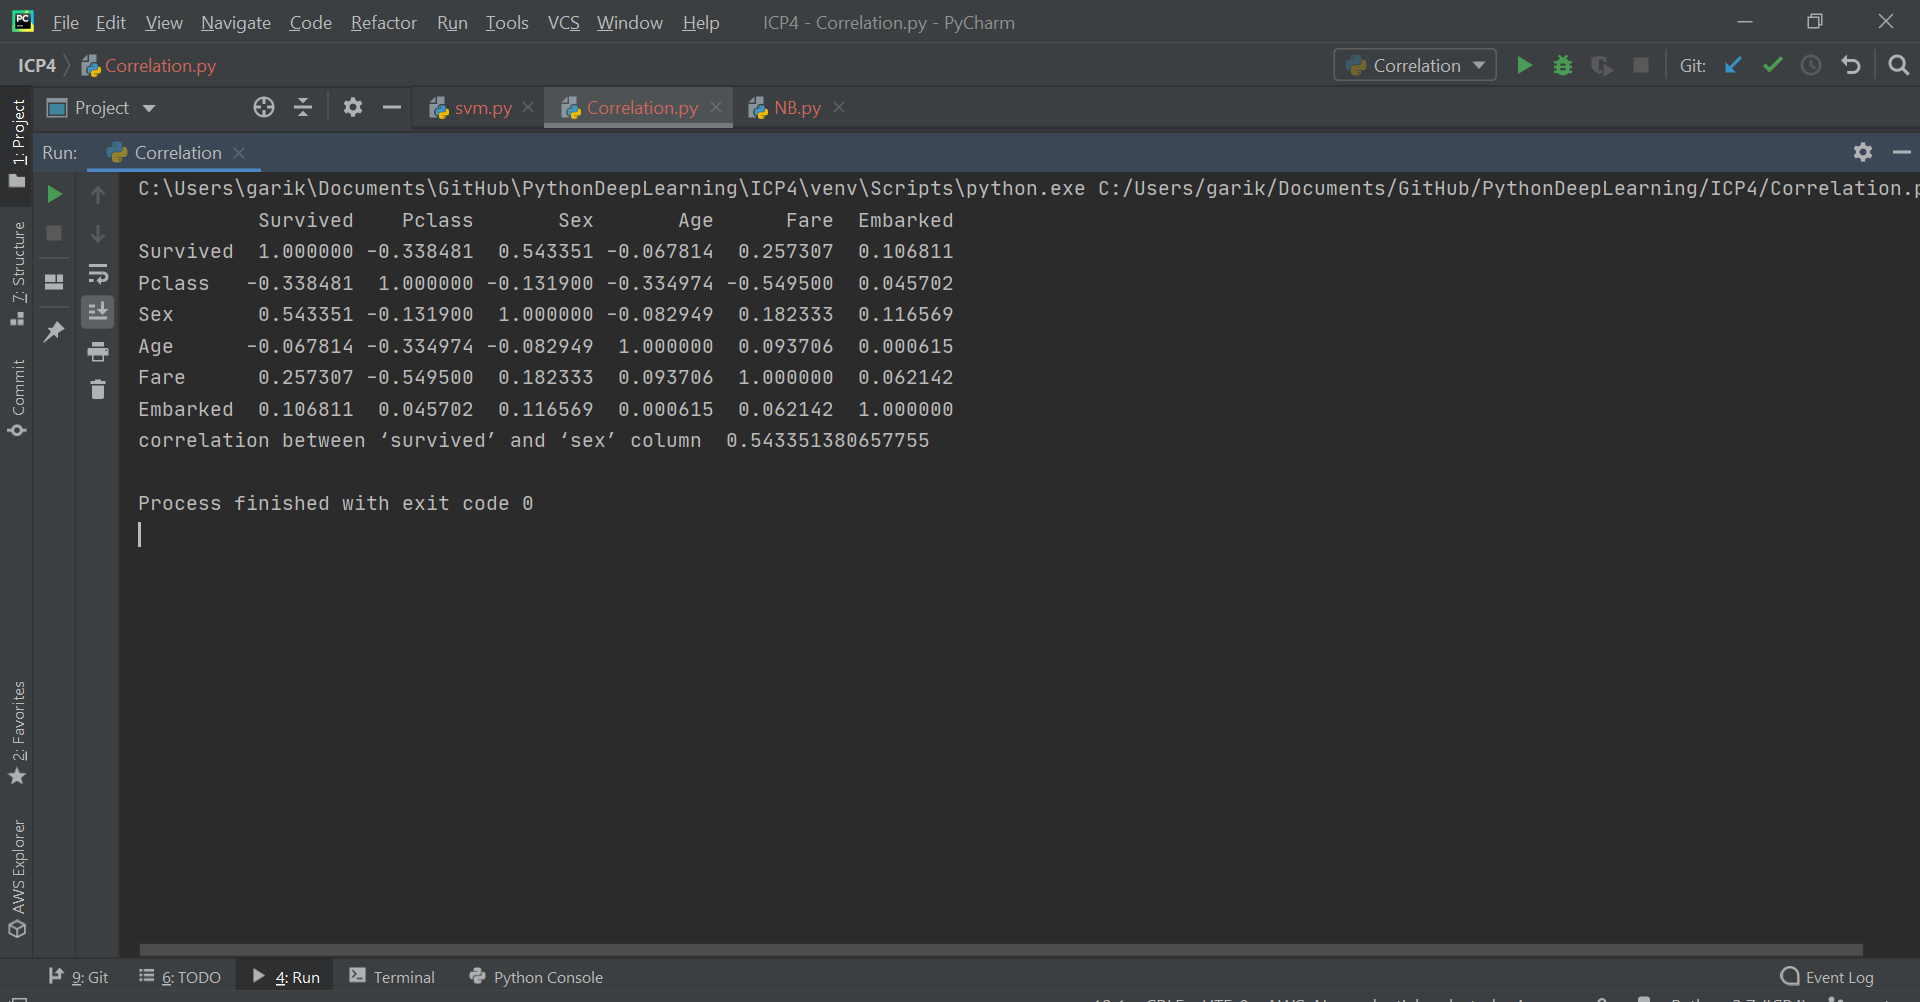 File Edit View Navigate Code Refactor Run Tools VCS Window Help ICP4 - Correlation.py - PyCharm
ICP4 Correlation.py Correlation Git:
Project svm.py Correlation.py NB.py
Run: Correlation
C:\Users\garik\Documents\GitHub\PythonDeepLearning\ICP4\venv\Scripts\python.exe C:/Users/garik/Documents/GitHub/PythonDeepLearning/ICP4/Correlation.p
Survived Pclass Sex Age Fare Embarked
Survived 1.000000 -0.338481 0.543351 -0.067814 0.257307 0.106811
Pclass -0.338481 1.000000 -0.131900 -0.334974 -0.549500 0.045702
Sex 0.543351 -0.131900 1.000000 -0.082949 0.182333 0.116569
Age -0.067814 -0.334974 -0.082949 1.000000 0.093706 0.000615
Fare 0.257307 -0.549500 0.182333 0.093706 1.000000 0.062142
Embarked 0.106811 0.045702 0.116569 0.000615 0.062142 1.000000
correlation between ‘survived’ and ‘sex’ column 0.543351380657755
Process finished with exit code 0
1: Project
7: Structure
Commit
2: Favorites
AWS Explorer
9: Git 6: TODO 4: Run Terminal Python Console Event Log